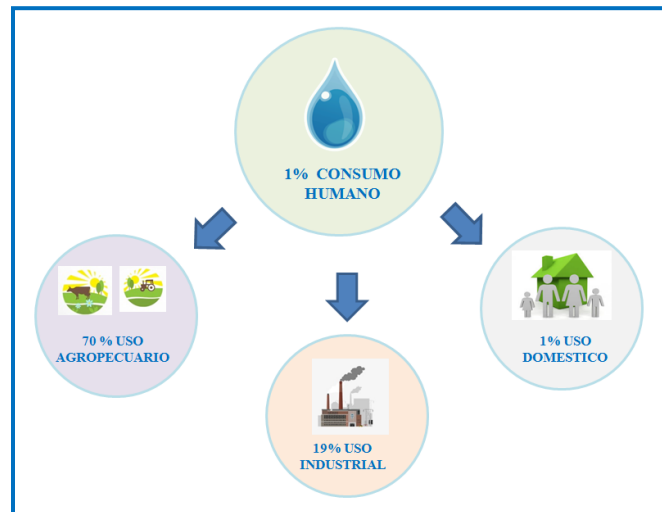 1% CONSUMO
HUMANO
70 % USO
AGROPECUARIO
1% USO
DOMESTICO
19% USO
INDUSTRIAL